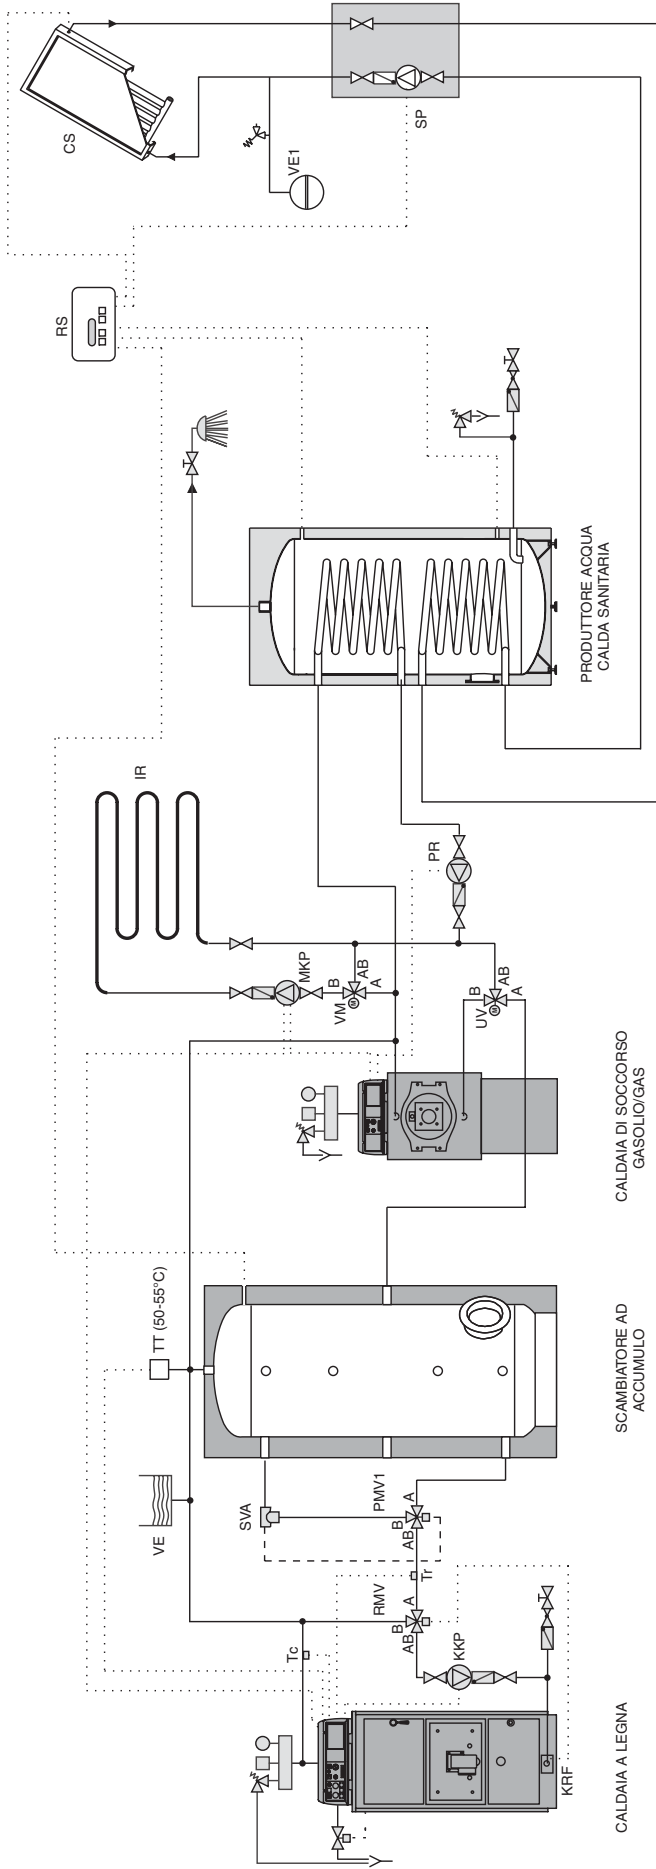 CS
VE1
SP
RS
PRODUTTORE ACQUA
CALDA SANITARIA
IR
PR
MKP
VM
M
B
AB
A
UV
M
B
AB
A
CALDAIA DI SOCCORSO
GASOLIO/GAS
TT (50-55°C)
SCAMBIATORE AD
ACCUMULO
VE
SVA
PMV1
B
A
AB
Tr
RMV
B
A
AB
Tc
KKP
KRF
CALDAIA A LEGNA